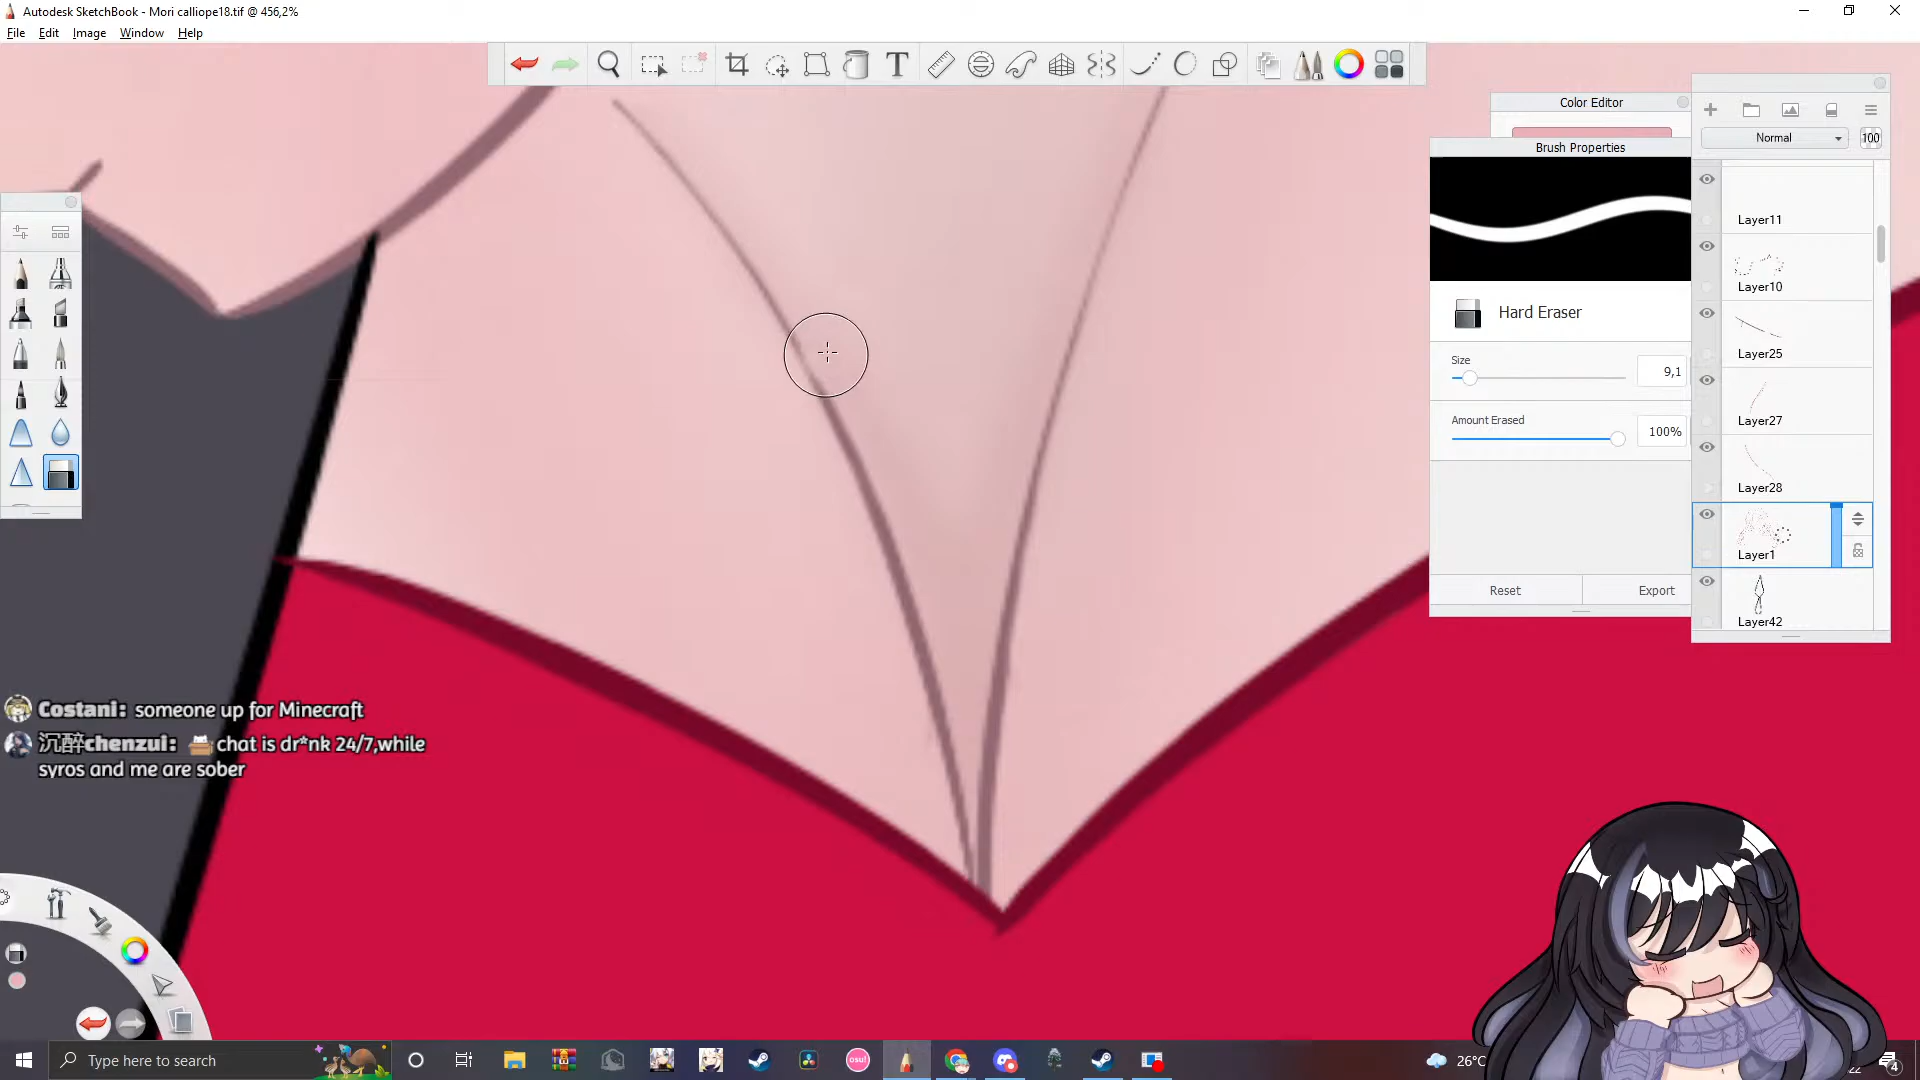 Autodesk SketchBook - Mori calliope18.tif @ 456,2%
File Edit Image Window Help
T
Color Editor
Normal 100
Brush Properties
Layer11
Layer10
Hard Eraser
Layer25
Size
9,1
Layer27
Amount Erased
100%
Layer28
Layer1
Reset Export
Layer42
Costani: someone up for Minecraft
沉醉chenzui: chat is dr*nk 24/7,while
syros and me are sober
Type here to search
osu!
26°C
22
4